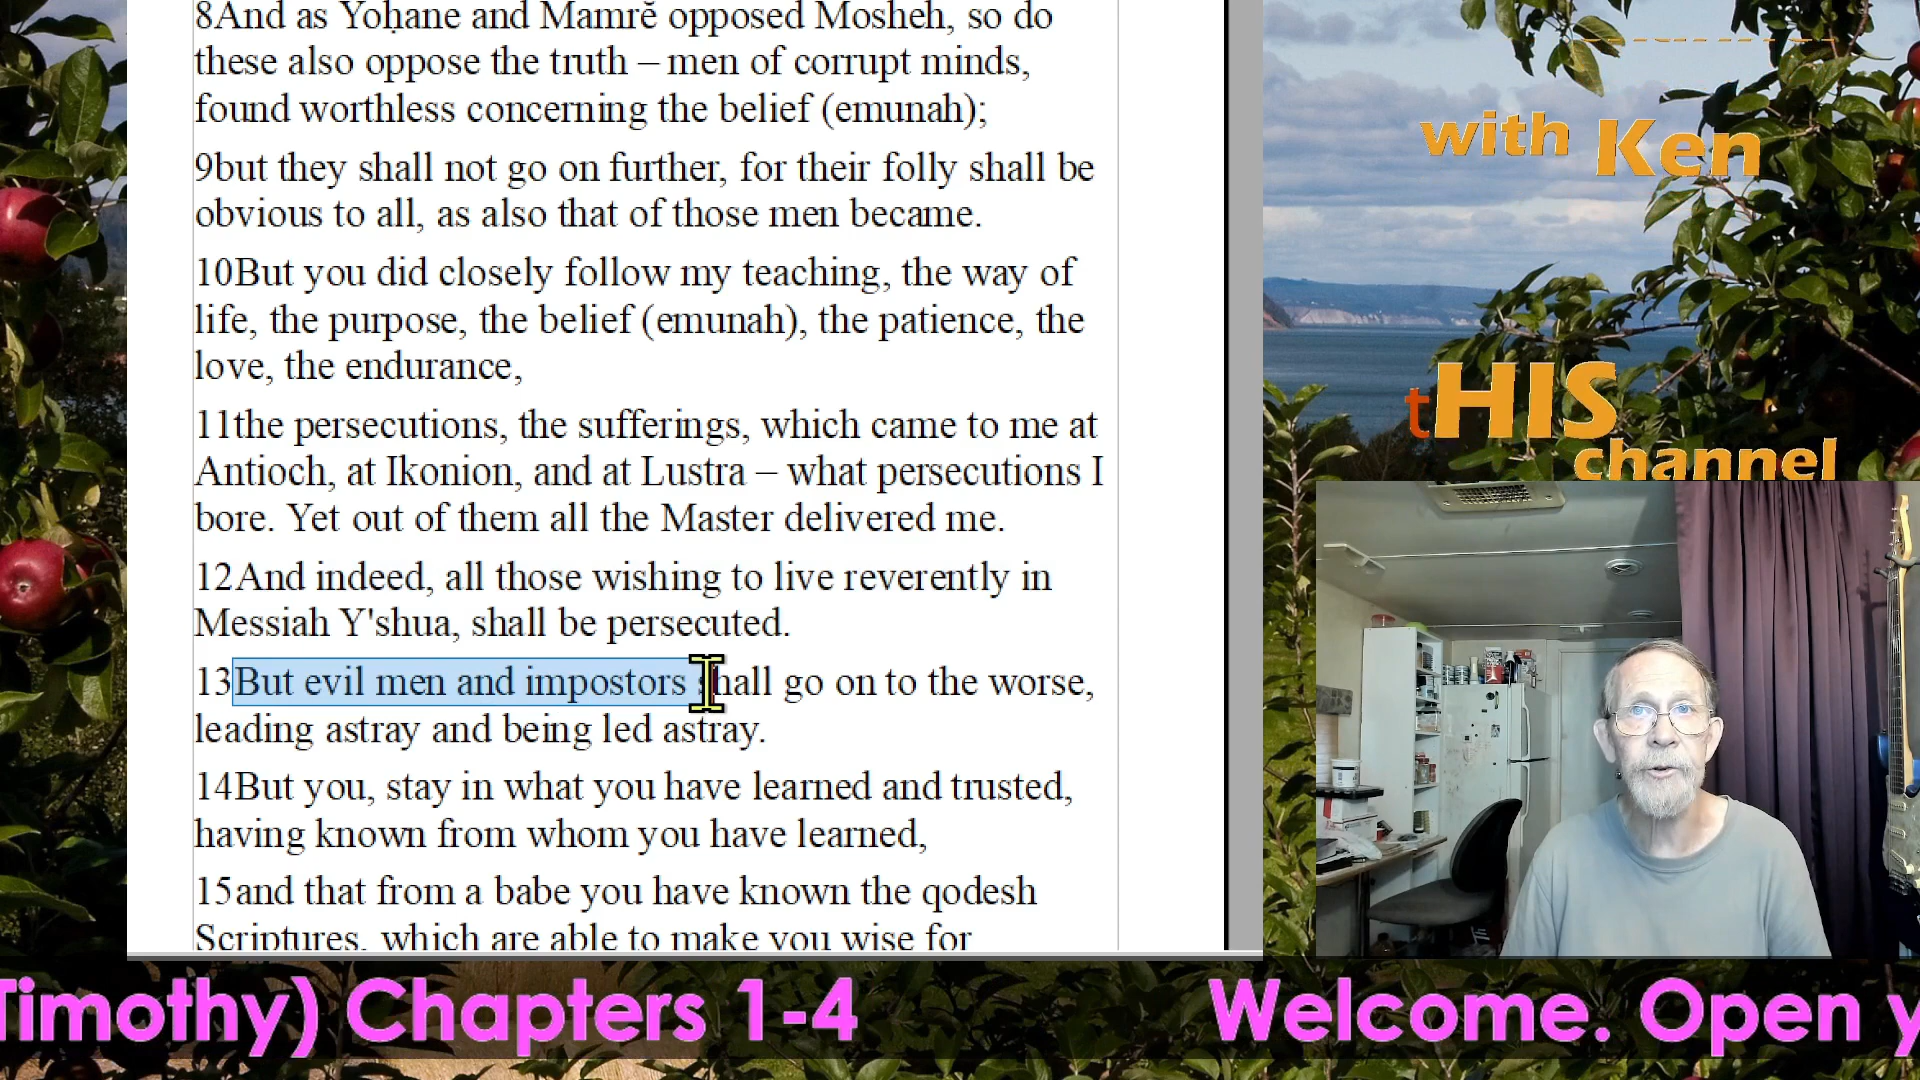 8And as Yoḥane and Mamrĕ opposed Mosheh, so do
these also oppose the truth – men of corrupt minds,
found worthless concerning the belief (emunah);
9but they shall not go on further, for their folly shall be
obvious to all, as also that of those men became.
10But you did closely follow my teaching, the way of
life, the purpose, the belief (emunah), the patience, the
love, the endurance,
11the persecutions, the sufferings, which came to me at
Antioch, at Ikonion, and at Lustra – what persecutions I
bore. Yet out of them all the Master delivered me.
12And indeed, all those wishing to live reverently in
Messiah Y'shua, shall be persecuted.
13But evil men and impostors shall go on to the worse,
leading astray and being led astray.
14But you, stay in what you have learned and trusted,
having known from whom you have learned,
15and that from a babe you have known the qodesh
Scriptures, which are able to make you wise for
with Ken
tHIS
channel
Timothy) Chapters 1-4 Welcome. Open y